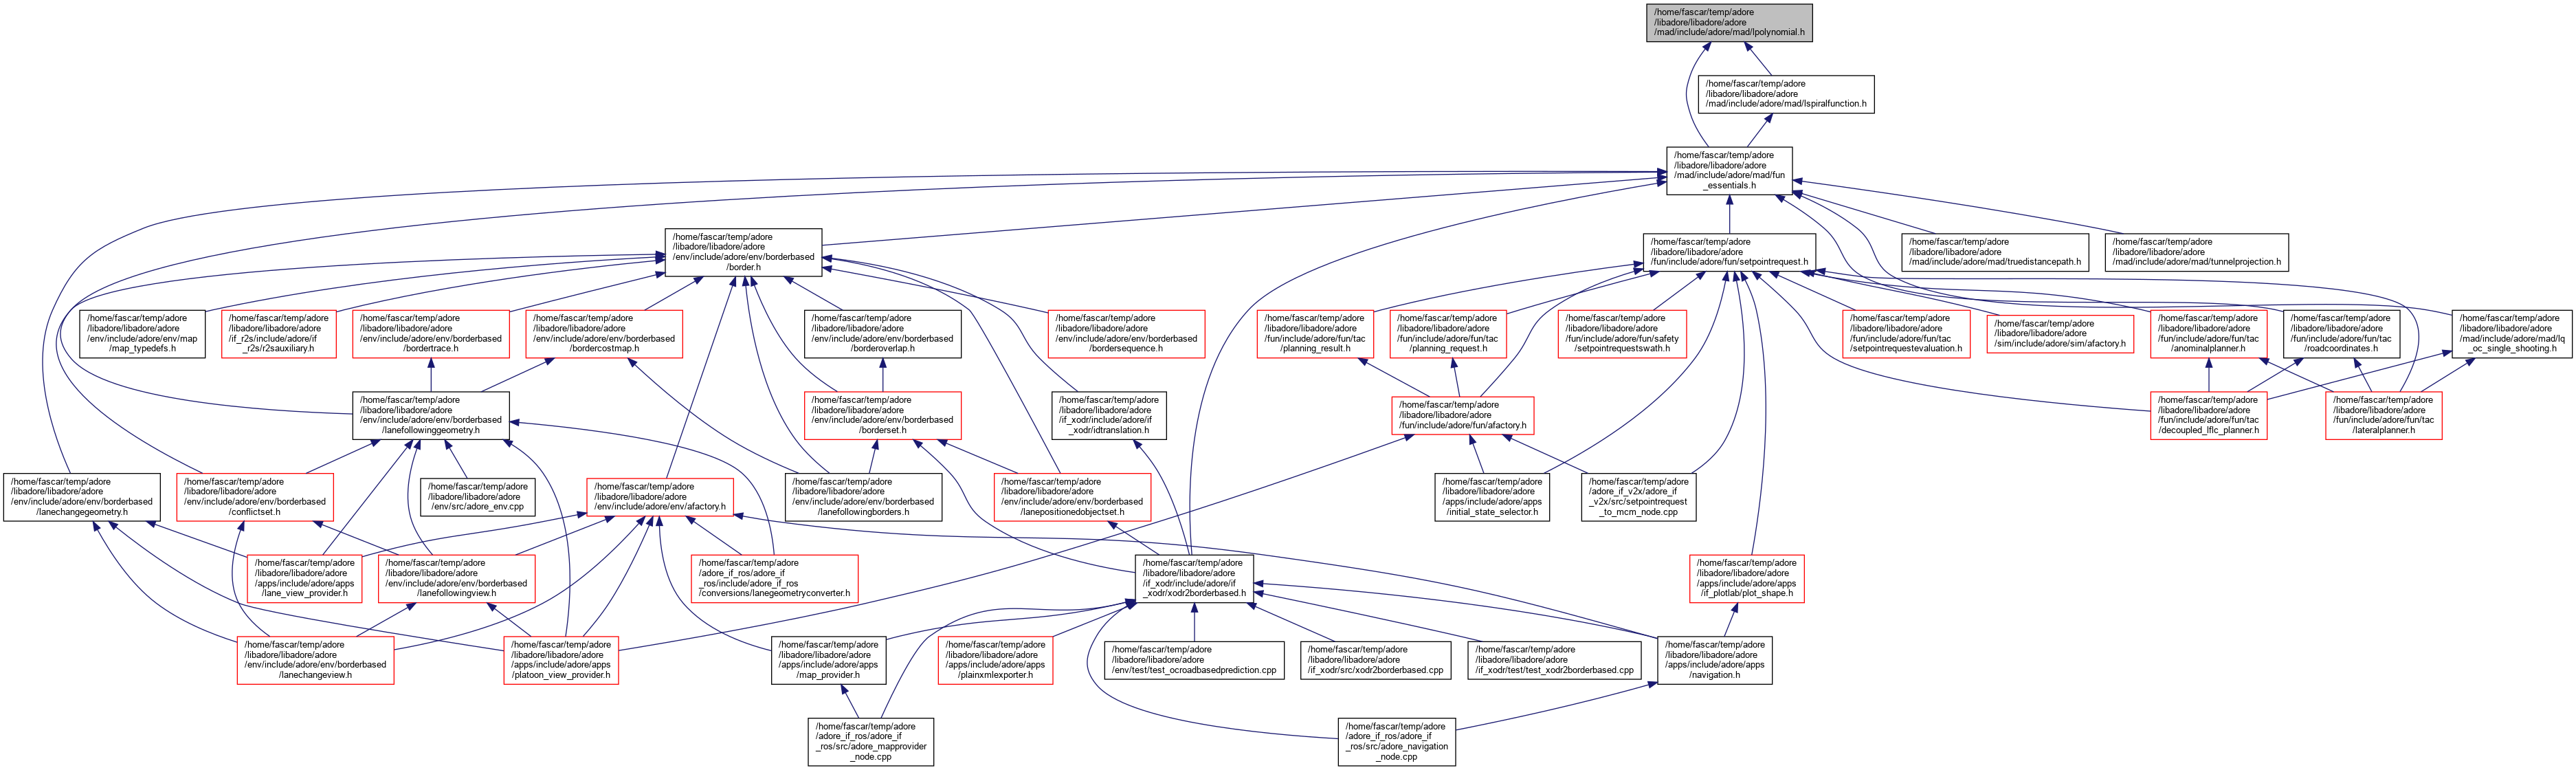 /home/fascar/temp/adore
/libadore/libadore/adore
/mad/include/adore/mad/lpolynomial.h
/home/fascar/temp/adore
/libadore/libadore/adore
/mad/include/adore/mad/lspiralfunction.h
/home/fascar/temp/adore
/libadore/libadore/adore
/mad/include/adore/mad/fun
_essentials.h
/home/fascar/temp/adore
/libadore/libadore/adore
/env/include/adore/env/borderbased
/border.h
/home/fascar/temp/adore
/libadore/libadore/adore
/fun/include/adore/fun/setpointrequest.h
/home/fascar/temp/adore
/libadore/libadore/adore
/mad/include/adore/mad/truedistancepath.h
/home/fascar/temp/adore
/libadore/libadore/adore
/mad/include/adore/mad/tunnelprojection.h
/home/fascar/temp/adore
/libadore/libadore/adore
/env/include/adore/env/map
/map_typedefs.h
/home/fascar/temp/adore
/libadore/libadore/adore
/if_r2s/include/adore/if
_r2s/r2sauxiliary.h
/home/fascar/temp/adore
/libadore/libadore/adore
/env/include/adore/env/borderbased
/bordertrace.h
/home/fascar/temp/adore
/libadore/libadore/adore
/env/include/adore/env/borderbased
/bordercostmap.h
/home/fascar/temp/adore
/libadore/libadore/adore
/env/include/adore/env/borderbased
/borderoverlap.h
/home/fascar/temp/adore
/libadore/libadore/adore
/env/include/adore/env/borderbased
/bordersequence.h
/home/fascar/temp/adore
/libadore/libadore/adore
/fun/include/adore/fun/tac
/planning_result.h
/home/fascar/temp/adore
/libadore/libadore/adore
/fun/include/adore/fun/tac
/planning_request.h
/home/fascar/temp/adore
/libadore/libadore/adore
/fun/include/adore/fun/safety
/setpointrequestswath.h
/home/fascar/temp/adore
/libadore/libadore/adore
/fun/include/adore/fun/tac
/setpointrequestevaluation.h
/home/fascar/temp/adore
/libadore/libadore/adore
/sim/include/adore/sim/afactory.h
/home/fascar/temp/adore
/libadore/libadore/adore
/fun/include/adore/fun/tac
/anominalplanner.h
/home/fascar/temp/adore
/libadore/libadore/adore
/fun/include/adore/fun/tac
/roadcoordinates.h
/home/fascar/temp/adore
/libadore/libadore/adore
/mad/include/adore/mad/lq
_oc_single_shooting.h
/home/fascar/temp/adore
/libadore/libadore/adore
/env/include/adore/env/borderbased
/lanefollowinggeometry.h
/home/fascar/temp/adore
/libadore/libadore/adore
/env/include/adore/env/borderbased
/borderset.h
/home/fascar/temp/adore
/libadore/libadore/adore
/if_xodr/include/adore/if
_xodr/idtranslation.h
/home/fascar/temp/adore
/libadore/libadore/adore
/fun/include/adore/fun/afactory.h
/home/fascar/temp/adore
/libadore/libadore/adore
/fun/include/adore/fun/tac
/decoupled_lflc_planner.h
/home/fascar/temp/adore
/libadore/libadore/adore
/fun/include/adore/fun/tac
/lateralplanner.h
/home/fascar/temp/adore
/libadore/libadore/adore
/env/include/adore/env/borderbased
/lanechangegeometry.h
/home/fascar/temp/adore
/libadore/libadore/adore
/env/include/adore/env/borderbased
/conflictset.h
/home/fascar/temp/adore
/libadore/libadore/adore
/env/src/adore_env.cpp
/home/fascar/temp/adore
/libadore/libadore/adore
/env/include/adore/env/afactory.h
/home/fascar/temp/adore
/libadore/libadore/adore
/env/include/adore/env/borderbased
/lanefollowingborders.h
/home/fascar/temp/adore
/libadore/libadore/adore
/env/include/adore/env/borderbased
/lanepositionedobjectset.h
/home/fascar/temp/adore
/libadore/libadore/adore
/apps/include/adore/apps
/initial_state_selector.h
/home/fascar/temp/adore
/adore_if_v2x/adore_if
_v2x/src/setpointrequest
_to_mcm_node.cpp
/home/fascar/temp/adore
/libadore/libadore/adore
/apps/include/adore/apps
/lane_view_provider.h
/home/fascar/temp/adore
/libadore/libadore/adore
/env/include/adore/env/borderbased
/lanefollowingview.h
/home/fascar/temp/adore
/adore_if_ros/adore_if
_ros/include/adore_if_ros
/conversions/lanegeometryconverter.h
/home/fascar/temp/adore
/libadore/libadore/adore
/if_xodr/include/adore/if
_xodr/xodr2borderbased.h
/home/fascar/temp/adore
/libadore/libadore/adore
/apps/include/adore/apps
/if_plotlab/plot_shape.h
/home/fascar/temp/adore
/libadore/libadore/adore
/env/include/adore/env/borderbased
/lanechangeview.h
/home/fascar/temp/adore
/libadore/libadore/adore
/apps/include/adore/apps
/platoon_view_provider.h
/home/fascar/temp/adore
/libadore/libadore/adore
/apps/include/adore/apps
/map_provider.h
/home/fascar/temp/adore
/libadore/libadore/adore
/apps/include/adore/apps
/plainxmlexporter.h
/home/fascar/temp/adore
/libadore/libadore/adore
/env/test/test_ocroadbasedprediction.cpp
/home/fascar/temp/adore
/libadore/libadore/adore
/if_xodr/src/xodr2borderbased.cpp
/home/fascar/temp/adore
/libadore/libadore/adore
/if_xodr/test/test_xodr2borderbased.cpp
/home/fascar/temp/adore
/libadore/libadore/adore
/apps/include/adore/apps
/navigation.h
/home/fascar/temp/adore
/adore_if_ros/adore_if
_ros/src/adore_mapprovider
_node.cpp
/home/fascar/temp/adore
/adore_if_ros/adore_if
_ros/src/adore_navigation
_node.cpp